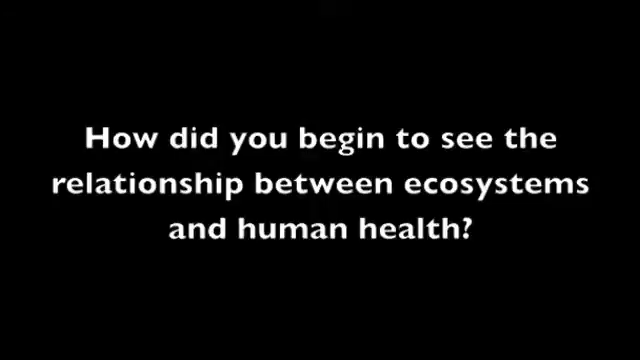 How did you begin to see the
relationship between ecosystems
and human health?